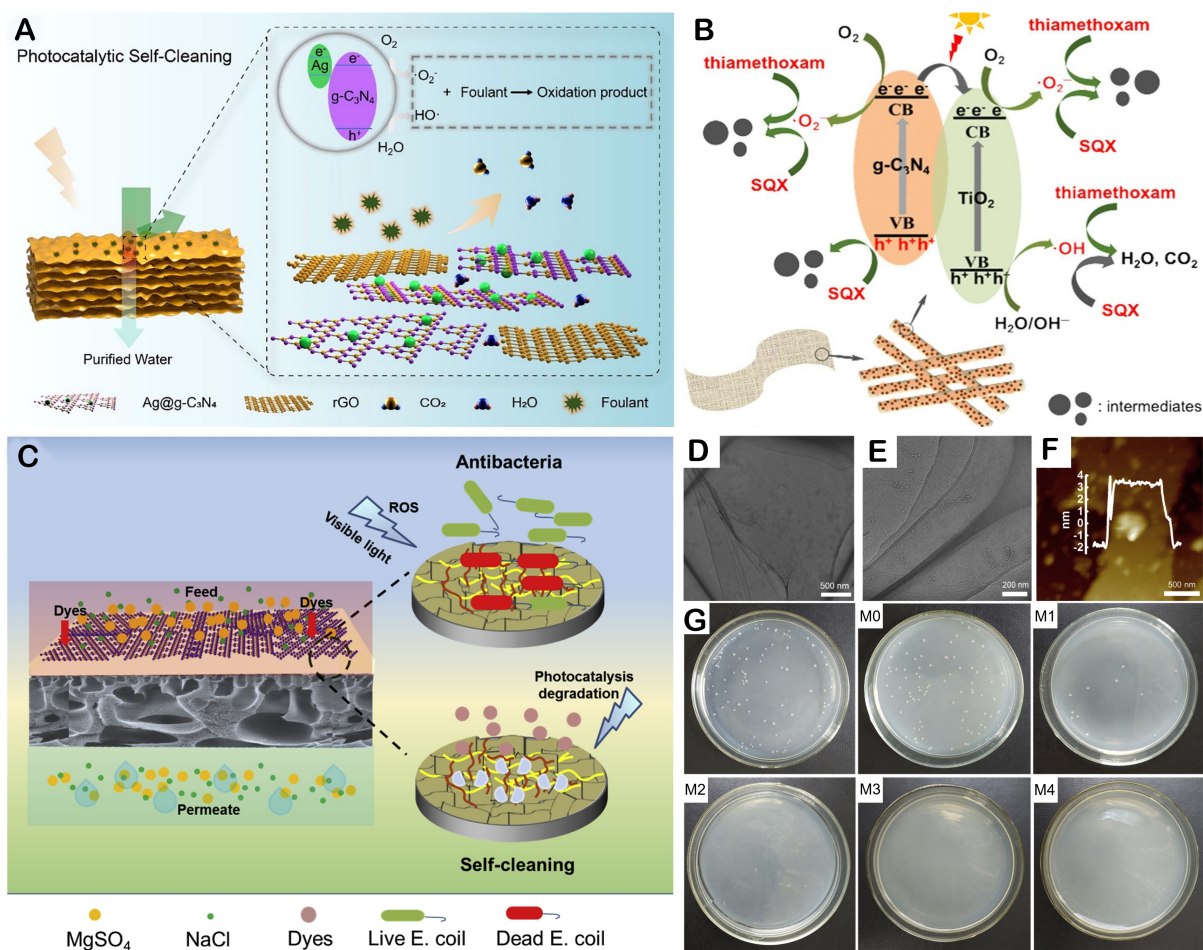 A
Photocatalytic Self-Cleaning
e⁻
Ag
e⁻
g-C₃N₄
h⁺
O₂
·O₂⁻
HO·
H₂O
+ Foulant → Oxidation product
Purified Water
Ag@g-C₃N₄
rGO
CO₂
H₂O
Foulant
B
thiamethoxam
O₂
·O₂⁻
SQX
e⁻e⁻ e⁻
CB
g-C₃N₄
VB
h⁺ h⁺h⁺
SQX
e⁻e⁻ e⁻
CB
TiO₂
VB
h⁺h⁺h⁻
O₂
thiamethoxam
·O₂⁻
SQX
thiamethoxam
·OH
H₂O, CO₂
SQX
H₂O/OH⁻
: intermediates
C
Antibacteria
ROS
Visible light
Feed
Dyes
Dyes
Photocatalysis
degradation
Permeate
Self-cleaning
MgSO₄
NaCl
Dyes
Live E. coil
Dead E. coil
D
500 nm
E
200 nm
F
4
3
2
1
0
-1
-2
nm
500 nm
G
M0
M1
M2
M3
M4